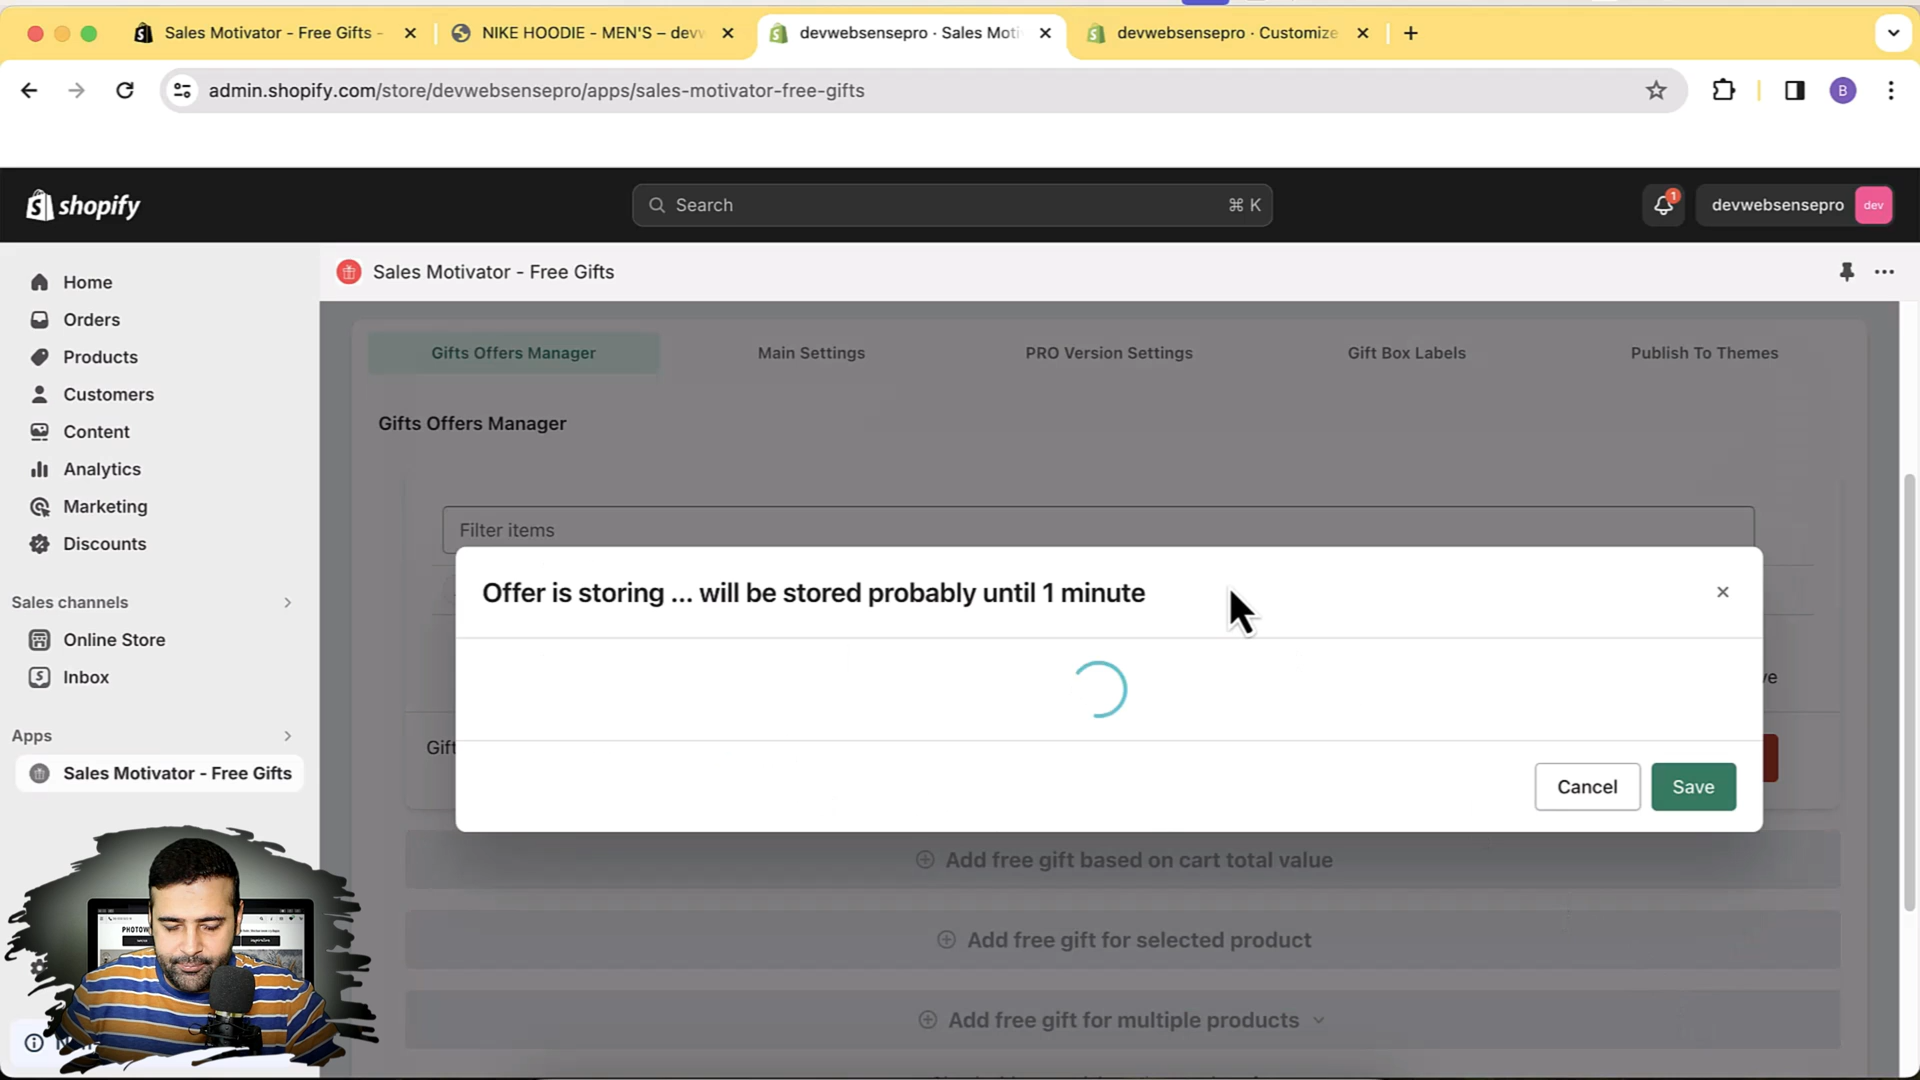 Sales Motivator - Free Gifts -
NIKE HOODIE - MEN'S – dev
devwebsensepro · Sales Moti
devwebsensepro · Customize
admin.shopify.com/store/devwebsensepro/apps/sales-motivator-free-gifts
B
shopify
Search
⌘ K
1
devwebsensepro
dev
Home
Orders
Products
Customers
Content
Analytics
Marketing
Discounts
Sales channels
Online Store
Inbox
Apps
Sales Motivator - Free Gifts
Sales Motivator - Free Gifts
Gifts Offers Manager
Main Settings
PRO Version Settings
Gift Box Labels
Publish To Themes
Gifts Offers Manager
Filter items
Offer is storing ... will be stored probably until 1 minute
ve
Gift
Cancel
Save
Add free gift based on cart total value
Add free gift for selected product
Add free gift for multiple products
PHOTOW